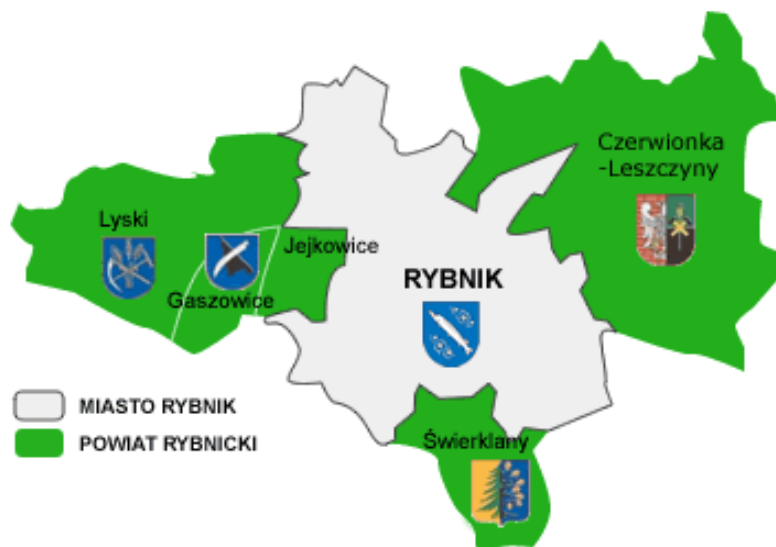 Czerwionka
-Leszczyny
Lyski
Jejkowice
Gaszowice
RYBNIK
MIASTO RYBNIK
POWIAT RYBNICKI
Świerklany